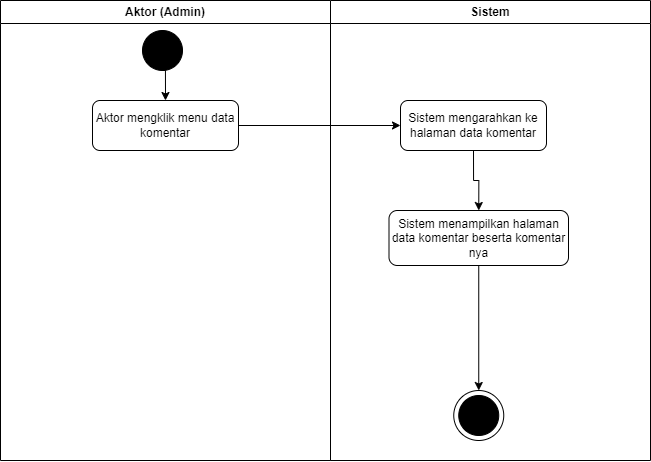 Aktor (Admin)
Sistem
Aktor mengklik menu data
komentar
Sistem mengarahkan ke
halaman data komentar
Sistem menampilkan halaman
data komentar beserta komentar
nya